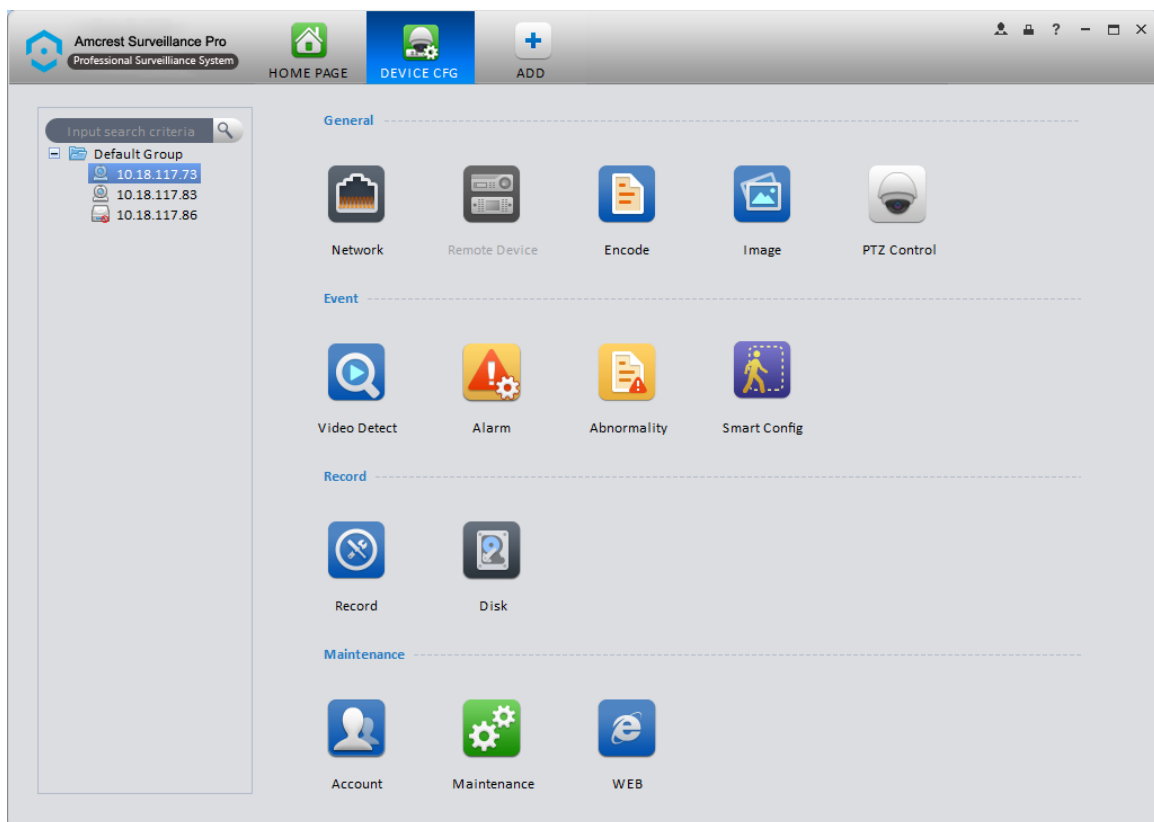 Amcrest Surveillance Pro
Professional Surveillance System
HOME PAGE
DEVICE CFG
ADD
?
Input search criteria
Default Group
10.18.117.73
10.18.117.83
10.18.117.86
General
Network
Remote Device
Encode
Image
PTZ Control
Event
Video Detect
Alarm
Abnormality
Smart Config
Record
Record
Disk
Maintenance
Account
Maintenance
WEB